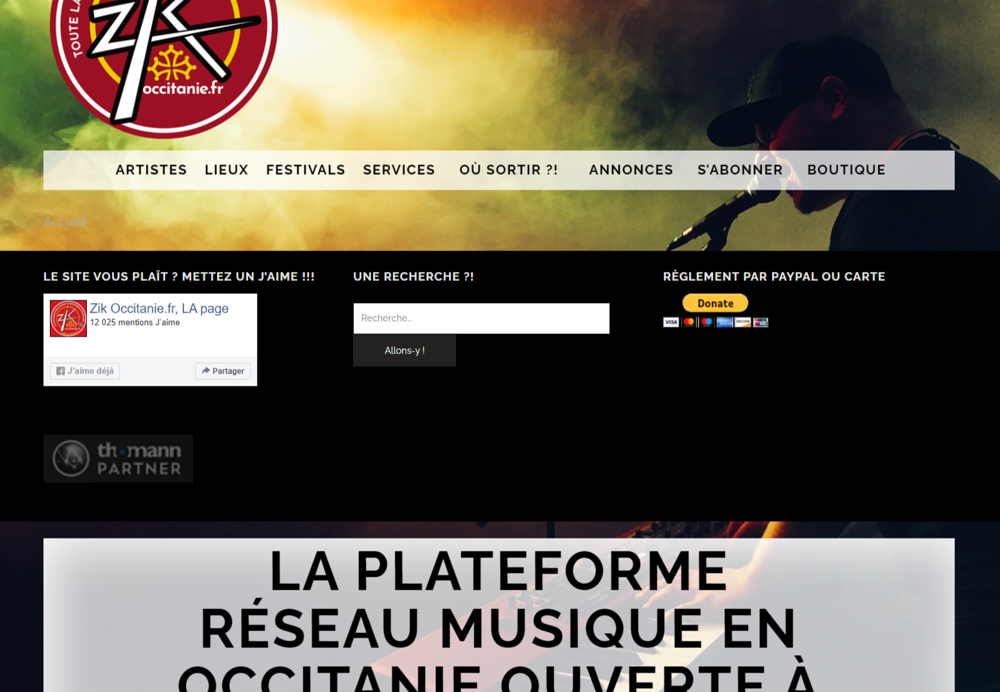 TOUTE LA
ZIK
occitanie.fr
ARTISTES LIEUX FESTIVALS SERVICES OÙ SORTIR ?! ANNONCES S'ABONNER BOUTIQUE
Accueil
LE SITE VOUS PLAÎT ? METTEZ UN J'AIME !!!
Zik Occitanie.fr, LA page
12 025 mentions J'aime
J'aime déjà
Partager
UNE RECHERCHE ?!
Recherche…
Allons-y !
RÈGLEMENT PAR PAYPAL OU CARTE
Donate
VISA
th•mann
PARTNER
LA PLATEFORME
RÉSEAU MUSIQUE EN
OCCITANIE OUVERTE À